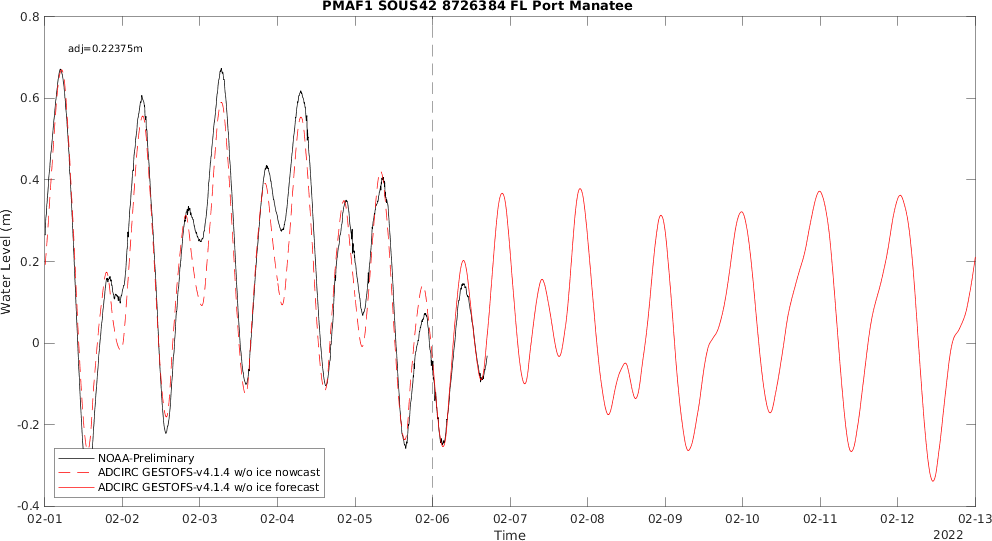 PMAF1 SOUS42 8726384 FL Port Manatee
adj=0.22375m
Water Level (m)
0.8
0.6
0.4
0.2
0
-0.2
-0.4
NOAA-Preliminary
ADCIRC GESTOFS-v4.1.4 w/o ice nowcast
ADCIRC GESTOFS-v4.1.4 w/o ice forecast
02-01 02-02 02-03 02-04 02-05 02-06 02-07 02-08 02-09 02-10 02-11 02-12 02-13
Time
2022